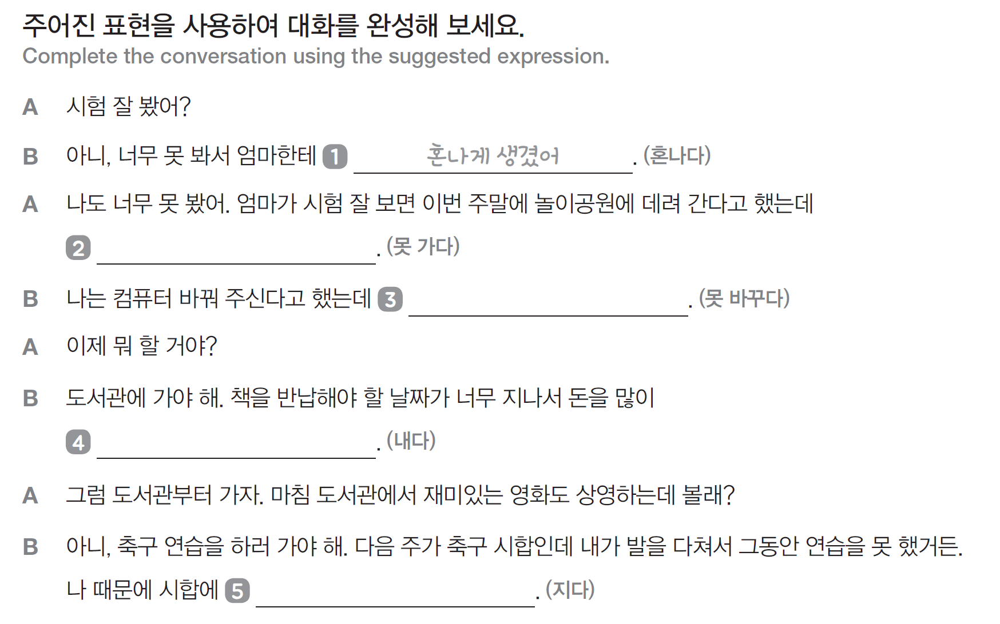 주어진 표현을 사용하여 대화를 완성해 보세요.
Complete the conversation using the suggested expression.
A 시험 잘 봤어?
B 아니, 너무 못 봐서 엄마한테 1 혼나게 생겼어. (혼나다)
A 나도 너무 못 봤어. 엄마가 시험 잘 보면 이번 주말에 놀이공원에 데려 간다고 했는데
2 . (못 가다)
B 나는 컴퓨터 바꿔 주신다고 했는데 3 . (못 바꾸다)
A 이제 뭐 할 거야?
B 도서관에 가야 해. 책을 반납해야 할 날짜가 너무 지나서 돈을 많이
4 . (내다)
A 그럼 도서관부터 가자. 마침 도서관에서 재미있는 영화도 상영하는데 볼래?
B 아니, 축구 연습을 하러 가야 해. 다음 주가 축구 시합인데 내가 발을 다쳐서 그동안 연습을 못 했거든.
나 때문에 시합에 5 . (지다)